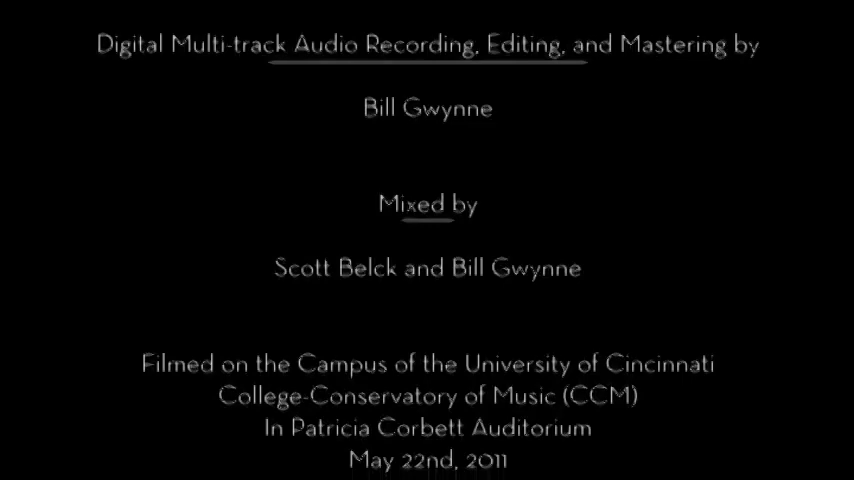 Digital Multi-track Audio Recording, Editing, and Mastering by
Bill Gwynne
Mixed by
Scott Belck and Bill Gwynne
Filmed on the Campus of the University of Cincinnati
College-Conservatory of Music (CCM)
In Patricia Corbett Auditorium
May 22nd, 2011